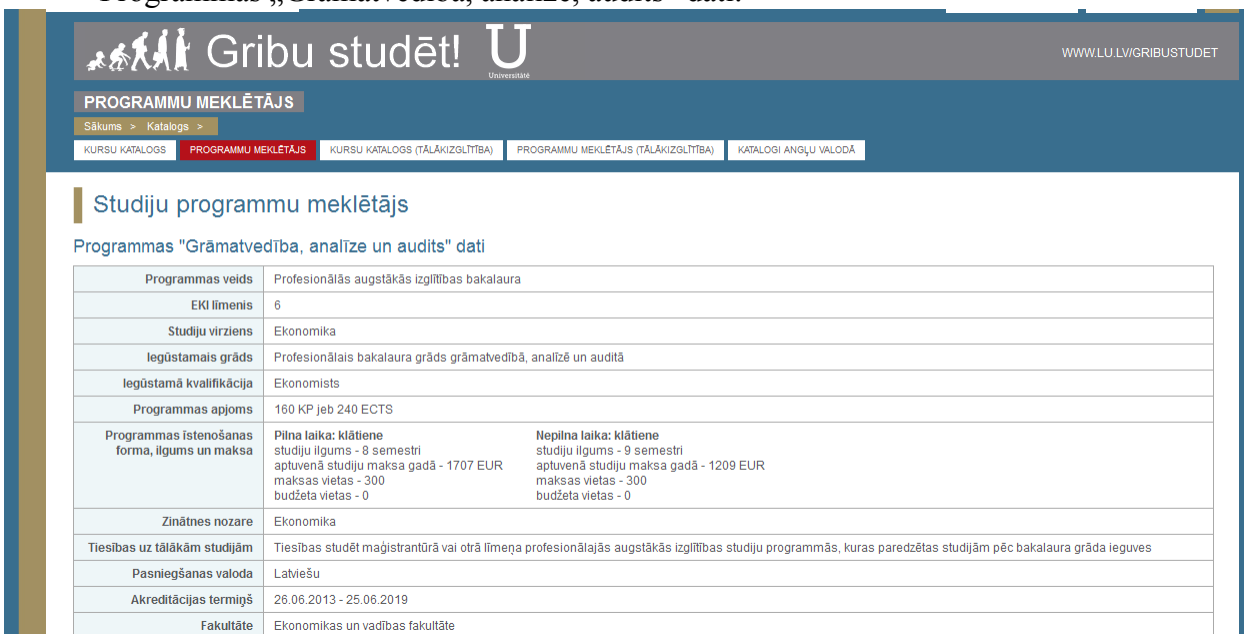 Programmas „Grāmatvedība, analīze, audits" dati:
Gribu studēt!
U
Universitāte
WWW.LU.LV/GRIBUSTUDET
PROGRAMMU MEKLĒTĀJS
Sākums > Katalogs >
KURSU KATALOGS PROGRAMMU MEKLĒTĀJS KURSU KATALOGS (TĀLĀKIZGLĪTĪBA) PROGRAMMU MEKLĒTĀJS (TĀLĀKIZGLĪTĪBA) KATALOGI ANGĻU VALODĀ
Studiju programmu meklētājs
Programmas "Grāmatvedība, analīze un audits" dati
Programmas veids Profesionālās augstākās izglītības bakalaura
EKI līmenis 6
Studiju virziens Ekonomika
Iegūstamais grāds Profesionālais bakalaura grāds grāmatvedībā, analīzē un auditā
Iegūstamā kvalifikācija Ekonomists
Programmas apjoms 160 KP jeb 240 ECTS
Programmas īstenošanas forma, ilgums un maksa
Pilna laika: klātiene
studiju ilgums - 8 semestri
aptuvenā studiju maksa gadā - 1707 EUR
maksas vietas - 300
budžeta vietas - 0
Nepilna laika: klātiene
studiju ilgums - 9 semestri
aptuvenā studiju maksa gadā - 1209 EUR
maksas vietas - 300
budžeta vietas - 0
Zinātnes nozare Ekonomika
Tiesības uz tālākām studijām Tiesības studēt maģistrantūrā vai otrā līmeņa profesionālajās augstākās izglītības studiju programmās, kuras paredzētas studijām pēc bakalaura grāda ieguves
Pasniegšanas valoda Latviešu
Akreditācijas termiņš 26.06.2013 - 25.06.2019
Fakultāte Ekonomikas un vadības fakultāte